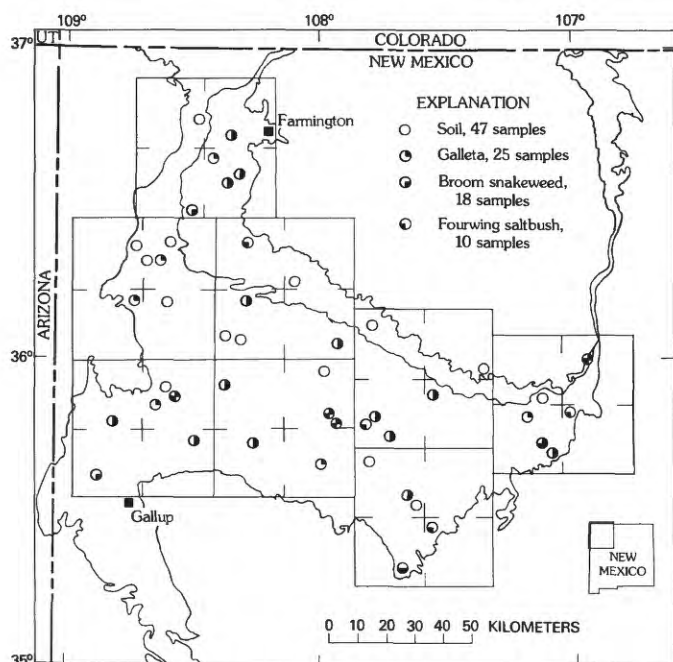 109° 108° 107°
37°
UT
COLORADO
NEW MEXICO
Farmington
EXPLANATION
Soil, 47 samples
Galleta, 25 samples
Broom snakeweed,
18 samples
Fourwing saltbush,
10 samples
ARIZONA
36°
Gallup
NEW
MEXICO
0 10 20 30 40 50 KILOMETERS
35°